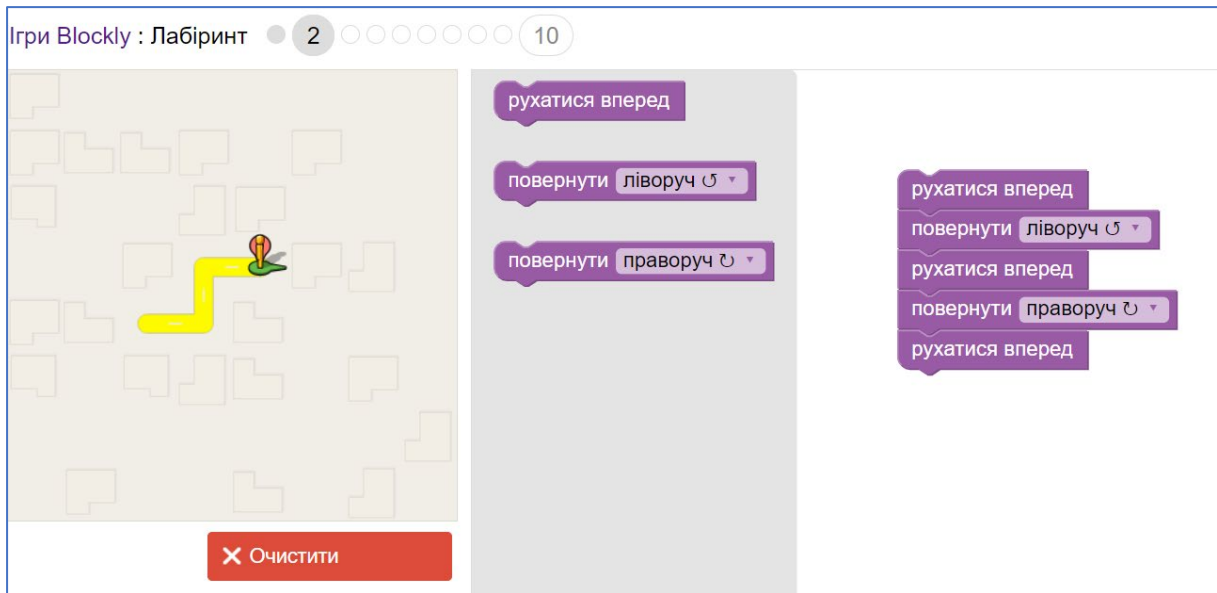 Ігри Blockly : Лабіринт 2 10
рухатися вперед
повернути ліворуч ↺
повернути праворуч ↻
рухатися вперед
повернути ліворуч ↺
рухатися вперед
повернути праворуч ↻
рухатися вперед
Очистити